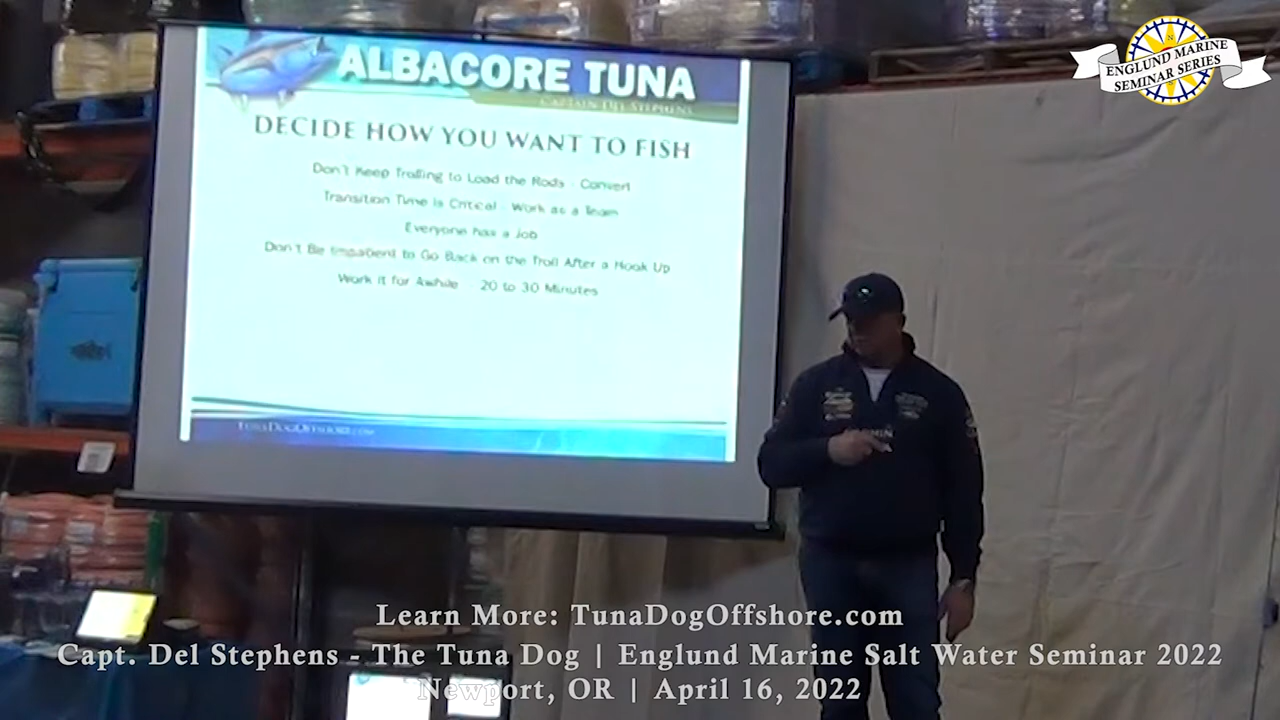 ALBACORE TUNA
CAPTAIN DEL STEPHENS
DECIDE HOW YOU WANT TO FISH
Don't Keep Trolling to Load the Rods - Convert
Transition Time is Critical - Work as a Team
Everyone has a Job
Don't Be Impatient to Go Back on the Troll After a Hook Up
Work it for Awhile 20 to 30 Minutes
TUNADOGOFFSHORE.COM
ENGLUND MARINE
SEMINAR SERIES
Learn More: TunaDogOffshore.com
Capt. Del Stephens - The Tuna Dog | Englund Marine Salt Water Seminar 2022
Newport, OR | April 16, 2022